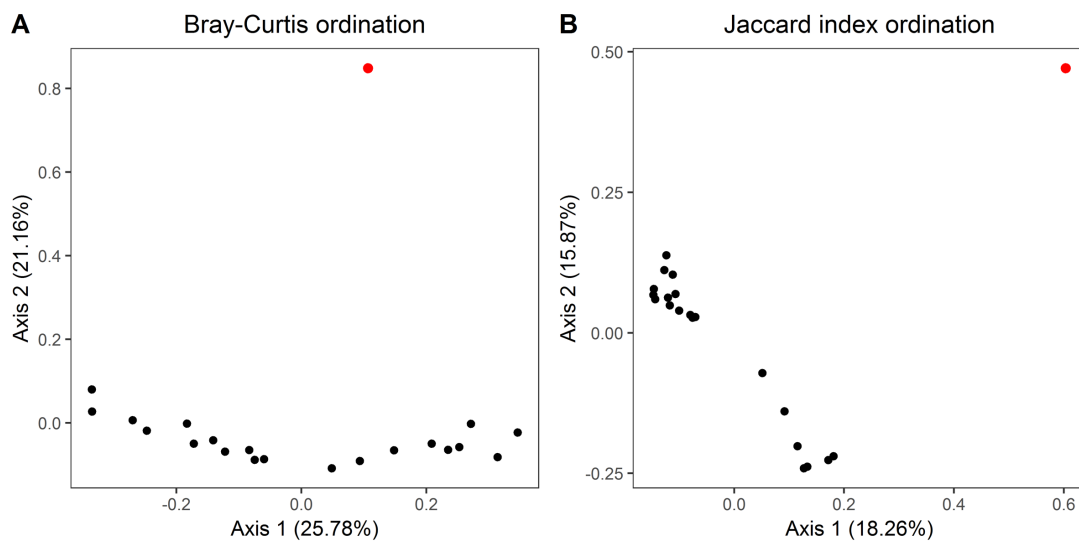 A
Bray-Curtis ordination
Axis 2 (21.16%)
0.8
0.6
0.4
0.2
0.0
-0.2
0.0
0.2
Axis 1 (25.78%)
B
Jaccard index ordination
Axis 2 (15.87%)
0.50
0.25
0.00
-0.25
0.0
0.2
0.4
0.6
Axis 1 (18.26%)